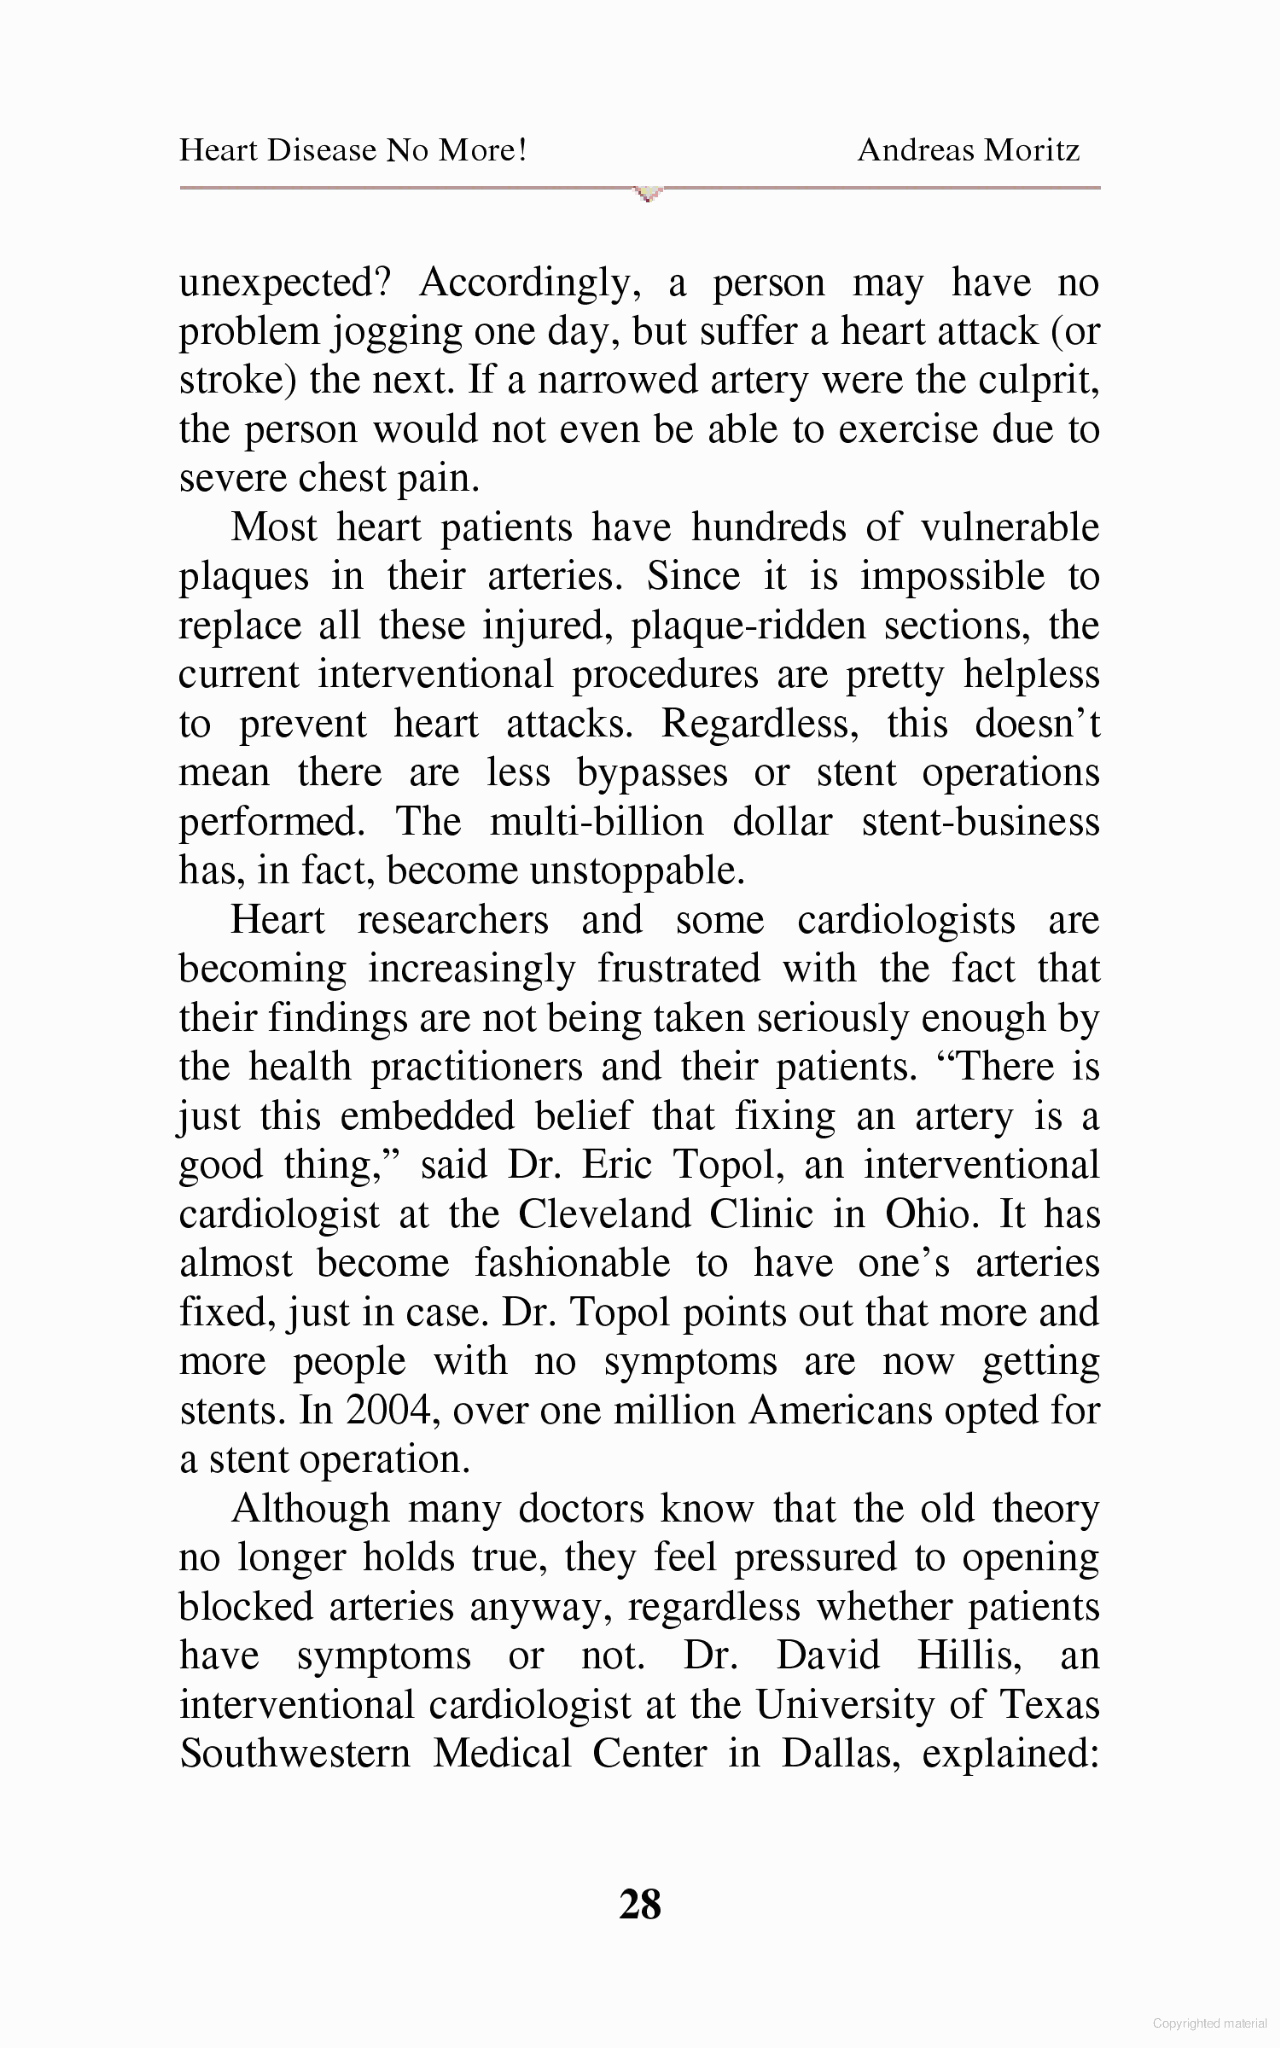 Heart Disease No More! Andreas Moritz
unexpected? Accordingly, a person may have no
problem jogging one day, but suffer a heart attack (or
stroke) the next. If a narrowed artery were the culprit,
the person would not even be able to exercise due to
severe chest pain.
Most heart patients have hundreds of vulnerable
plaques in their arteries. Since it is impossible to
replace all these injured, plaque-ridden sections, the
current interventional procedures are pretty helpless
to prevent heart attacks. Regardless, this doesn’t
mean there are less bypasses or stent operations
performed. The multi-billion dollar stent-business
has, in fact, become unstoppable.
Heart researchers and some cardiologists are
becoming increasingly frustrated with the fact that
their findings are not being taken seriously enough by
the health practitioners and their patients. “There is
just this embedded belief that fixing an artery is a
good thing,” said Dr. Eric Topol, an interventional
cardiologist at the Cleveland Clinic in Ohio. It has
almost become fashionable to have one’s arteries
fixed, just in case. Dr. Topol points out that more and
more people with no symptoms are now getting
stents. In 2004, over one million Americans opted for
a stent operation.
Although many doctors know that the old theory
no longer holds true, they feel pressured to opening
blocked arteries anyway, regardless whether patients
have symptoms or not. Dr. David Hillis, an
interventional cardiologist at the University of Texas
Southwestern Medical Center in Dallas, explained:
28
Copyrighted material